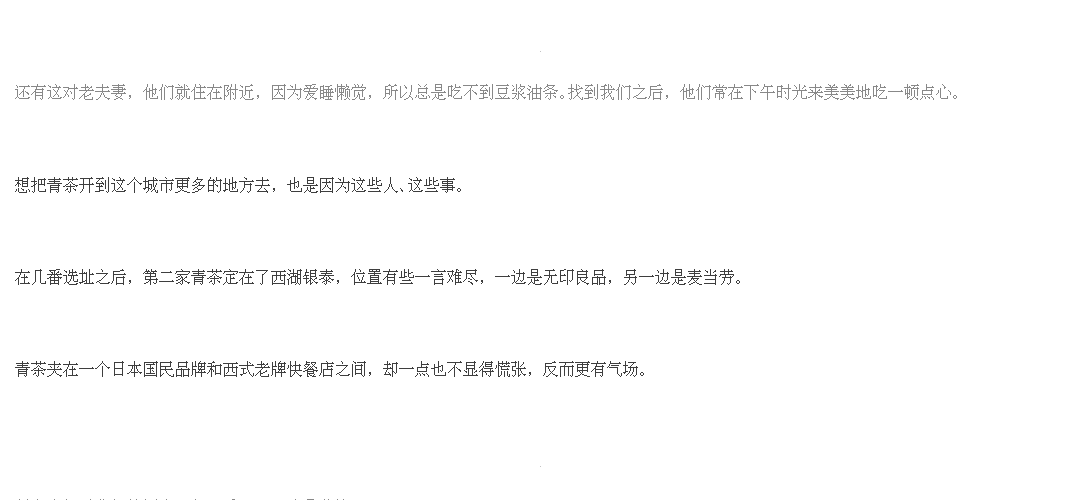 还有这对老夫妻，他们就住在附近，因为爱睡懒觉，所以总是吃不到豆浆油条。找到我们之后，他们常在下午时光来美美地吃一顿点心。
想把青茶开到这个城市更多的地方去，也是因为这些人、这些事。
在几番选址之后，第二家青茶定在了西湖银泰，位置有些一言难尽，一边是无印良品，另一边是麦当劳。
青茶夹在一个日本国民品牌和西式老牌快餐店之间，却一点也不显得慌张，反而更有气场。